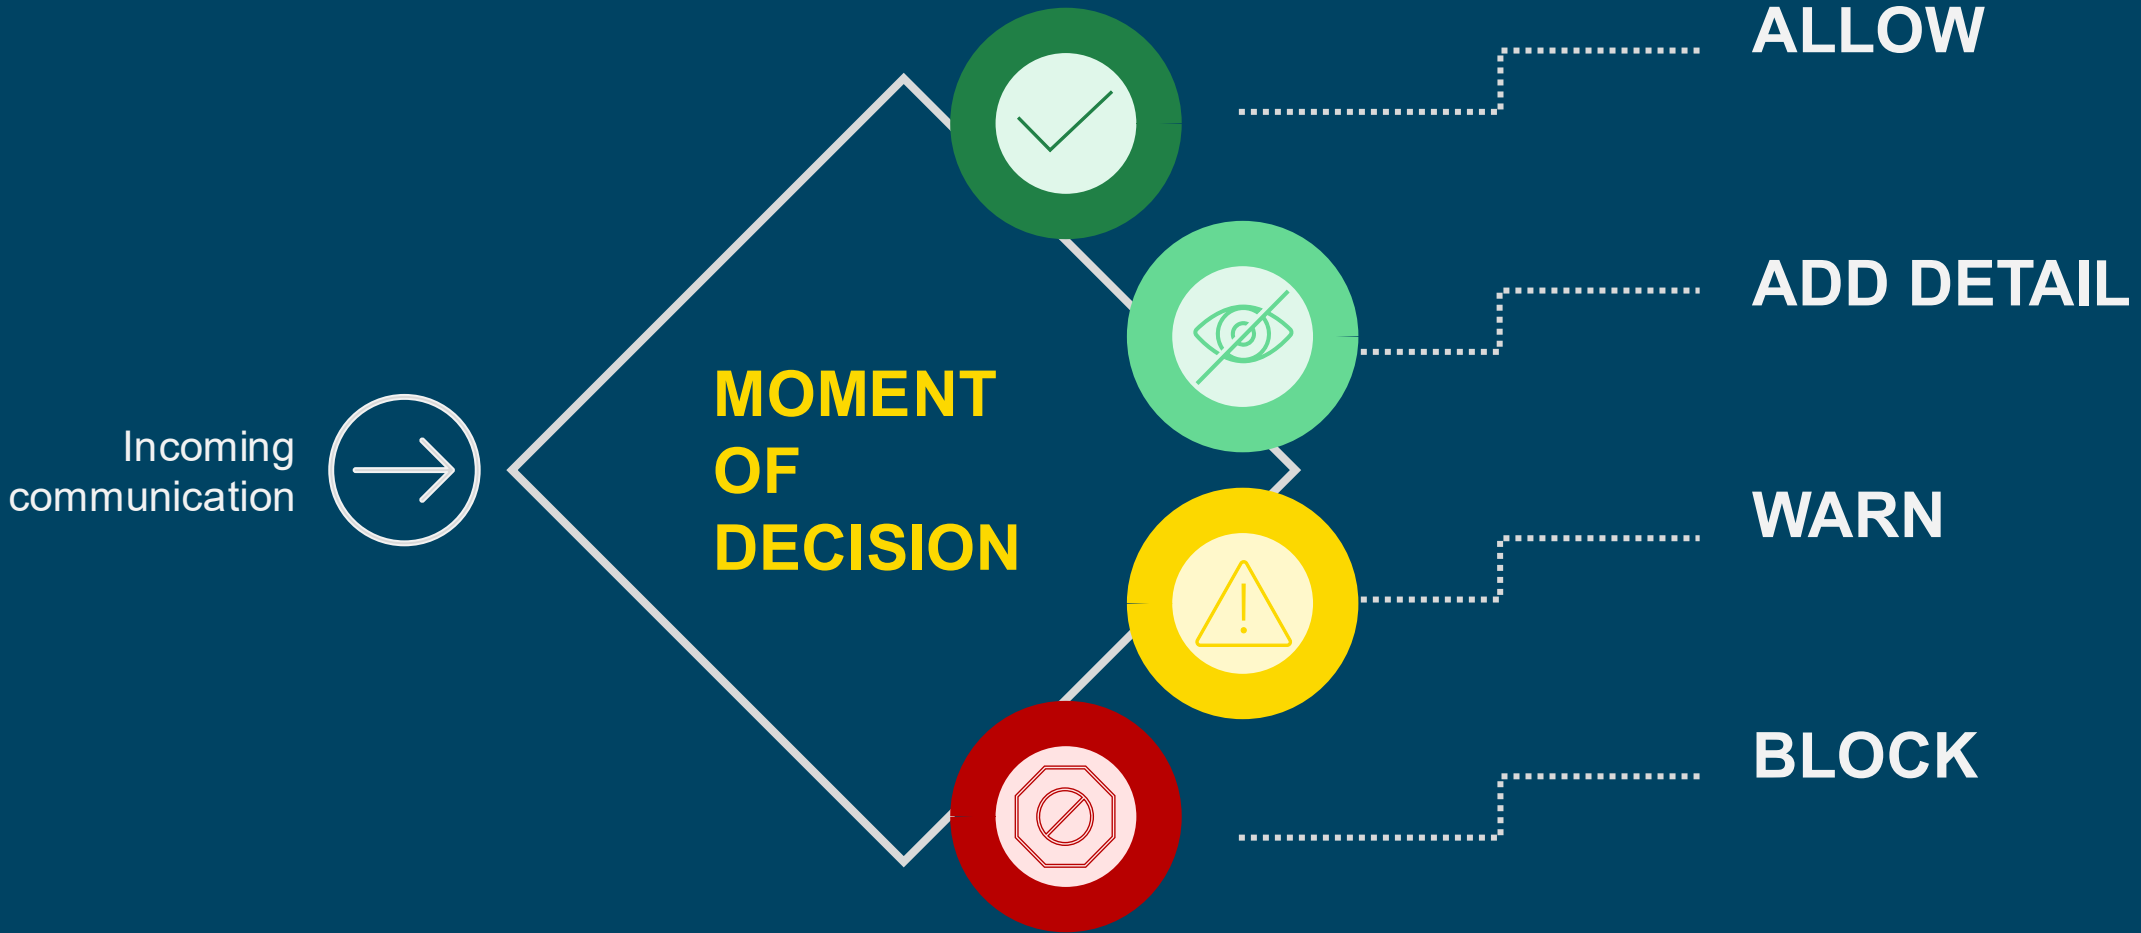 Incoming
communication
MOMENT
OF
DECISION
ALLOW
ADD DETAIL
WARN
BLOCK